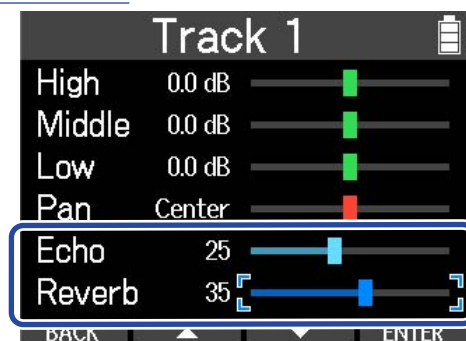 Track 1
High 0.0 dB
Middle 0.0 dB
Low 0.0 dB
Pan Center
Echo 25
Reverb 35
BACK ENTER